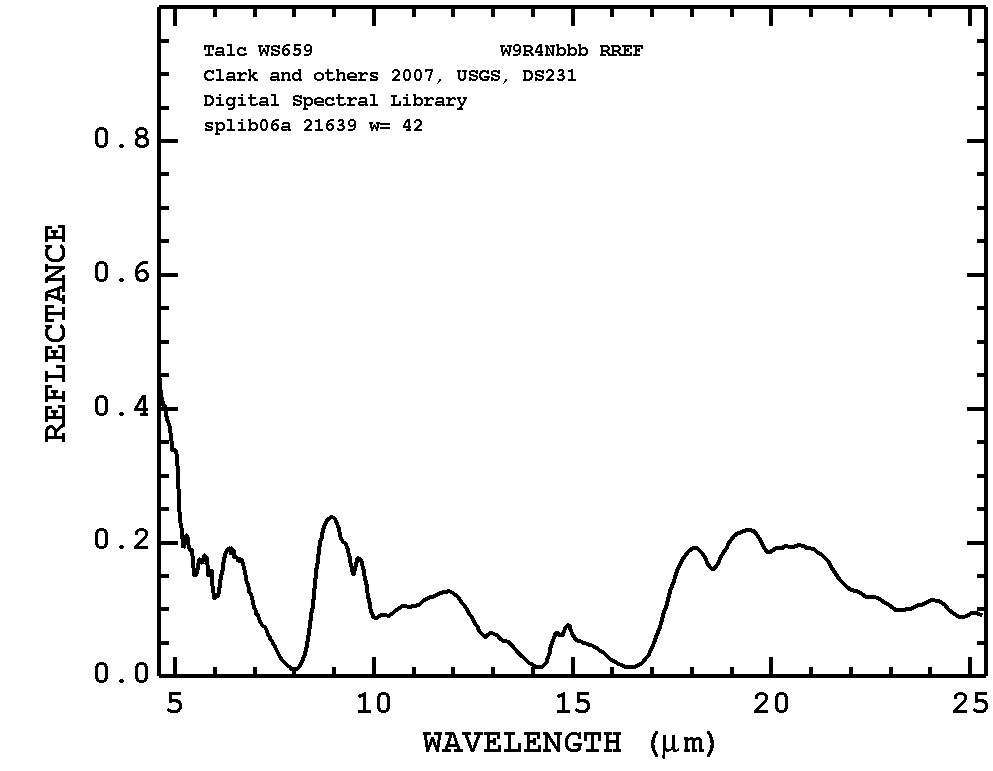 Talc WS659 W9R4Nbbb RREF
Clark and others 2007, USGS, DS231
Digital Spectral Library
splib06a 21639 w= 42
0.8
0.6
0.4
0.2
0.0
REFLECTANCE
5 10 15 20 25
WAVELENGTH (μm)